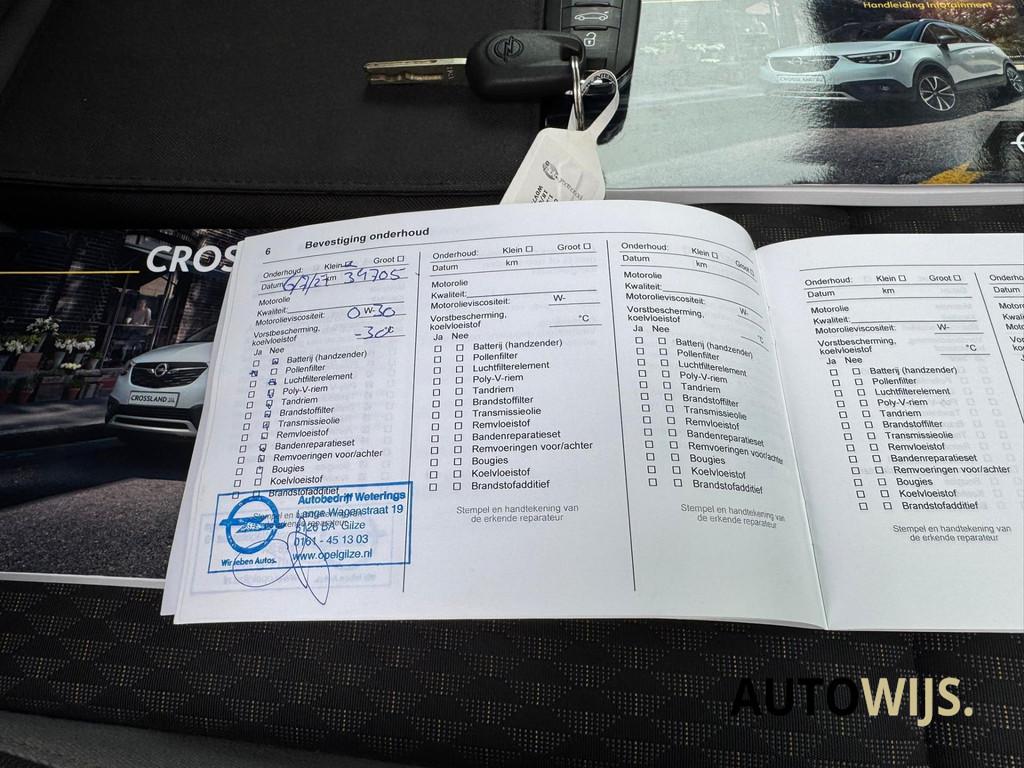 Handleiding Infotainment
CROS
CROSSLAND
CROSSLAND
6
Bevestiging onderhoud
Onderhoud: Klein Groot
Datum 6/7/27 km 39705
Motorolie
Kwaliteit:
Motorolieviscositeit: 0 W- 30
Vorstbescherming,
koelvloeistof -30 °C
Ja Nee
Batterij (handzender)
Pollenfilter
Luchtfilterelement
Poly-V-riem
Tandriem
Brandstoffilter
Transmissieolie
Remvloeistof
Bandenreparatieset
Remvoeringen voor/achter
Bougies
Koelvloeistof
Brandstofadditief
Stempel en handtekening van
de erkende reparateur
Autobedrijf Weterings
Lange Wagenstraat 19
5126 BA Gilze
0161 - 45 13 03
www.opelgilze.nl
Wir leben Autos.
Onderhoud: Klein Groot
Datum km
Motorolie
Kwaliteit:
Motorolieviscositeit: W-
Vorstbescherming,
koelvloeistof °C
Ja Nee
Batterij (handzender)
Pollenfilter
Luchtfilterelement
Poly-V-riem
Tandriem
Brandstoffilter
Transmissieolie
Remvloeistof
Bandenreparatieset
Remvoeringen voor/achter
Bougies
Koelvloeistof
Brandstofadditief
Stempel en handtekening van
de erkende reparateur
Onderhoud: Klein Groot
Datum km
Motorolie
Kwaliteit:
Motorolieviscositeit: W-
Vorstbescherming,
koelvloeistof °C
Ja Nee
Batterij (handzender)
Pollenfilter
Luchtfilterelement
Poly-V-riem
Tandriem
Brandstoffilter
Transmissieolie
Remvloeistof
Bandenreparatieset
Remvoeringen voor/achter
Bougies
Koelvloeistof
Brandstofadditief
Stempel en handtekening van
de erkende reparateur
Onderhoud: Klein Groot
Datum km
Motorolie
Kwaliteit:
Motorolieviscositeit: W-
Vorstbescherming,
koelvloeistof °C
Ja Nee
Batterij (handzender)
Pollenfilter
Luchtfilterelement
Poly-V-riem
Tandriem
Brandstoffilter
Transmissieolie
Remvloeistof
Bandenreparatieset
Remvoeringen voor/achter
Bougies
Koelvloeistof
Brandstofadditief
Stempel en handtekening van
de erkende reparateur
AUTOWIJS.